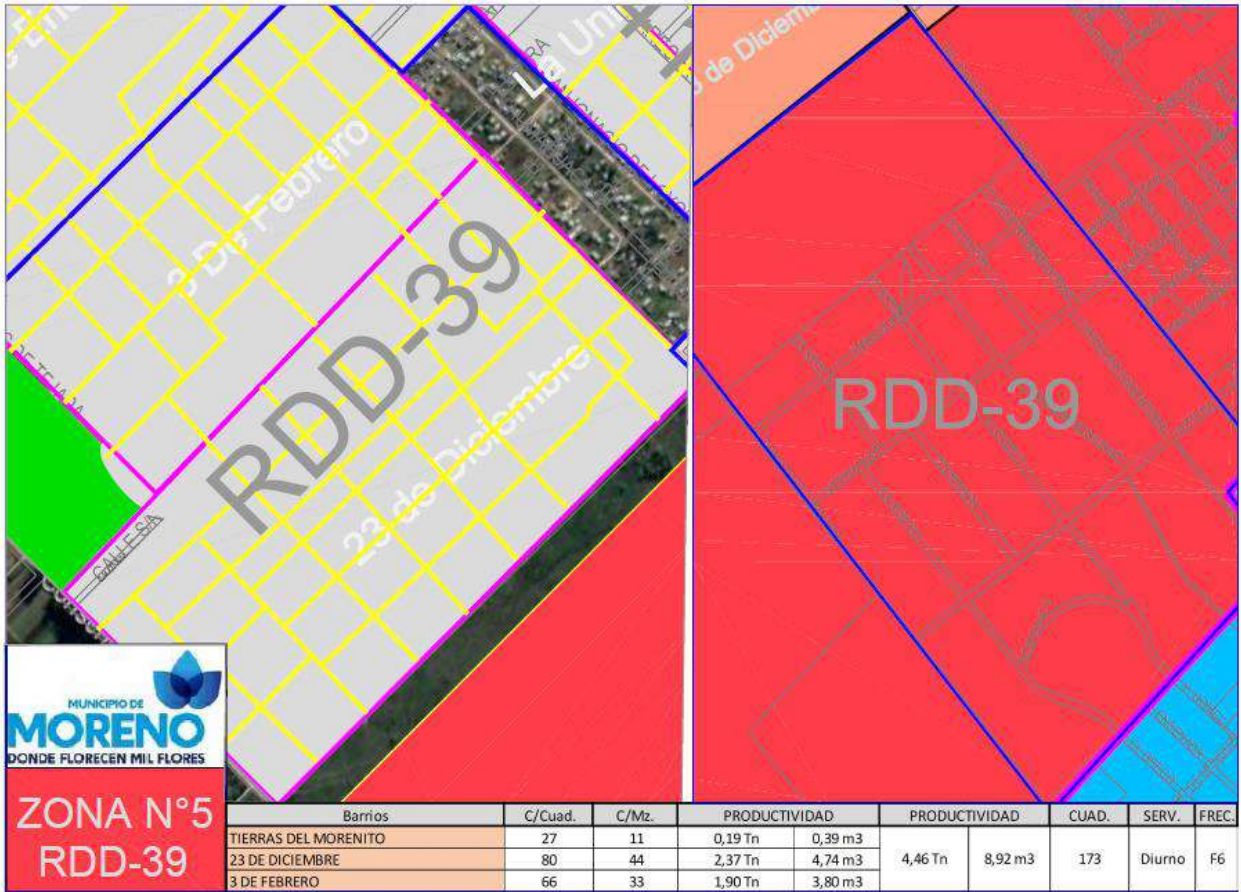 3 De Febrero
RDD-39
23 de Diciembre
CALLE SA
de Diciemb
RDD-39
MUNICIPIO DE
MORENO
DONDE FLORECEN MIL FLORES
ZONA N°5
RDD-39
Barrios C/Cuad. C/Mz. PRODUCTIVIDAD PRODUCTIVIDAD CUAD. SERV. FREC.
TIERRAS DEL MORENITO 27 11 0,19 Tn 0,39 m3
23 DE DICIEMBRE 80 44 2,37 Tn 4,74 m3 4,46 Tn 8,92 m3 173 Diurno F6
3 DE FEBRERO 66 33 1,90 Tn 3,80 m3